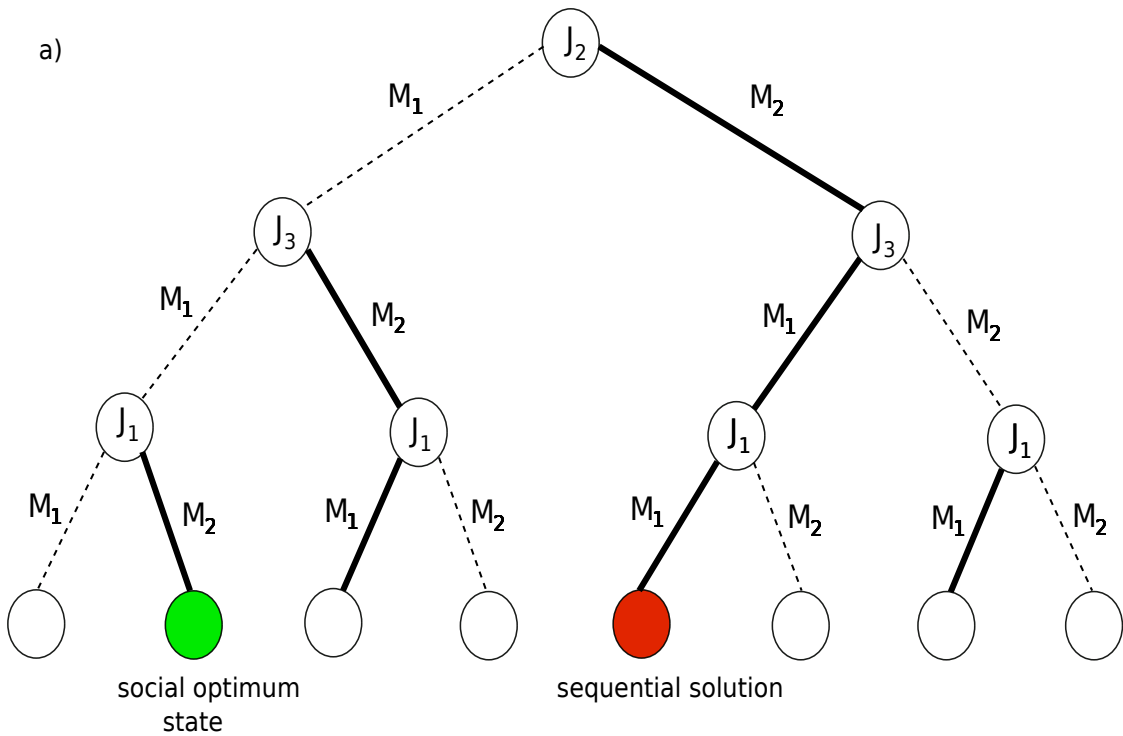 a)
J2
M1 M2
J3 J3
M1 M2 M1 M2
J1 J1 J1 J1
M1 M2 M1 M2 M1 M2 M1 M2
social optimum sequential solution
state